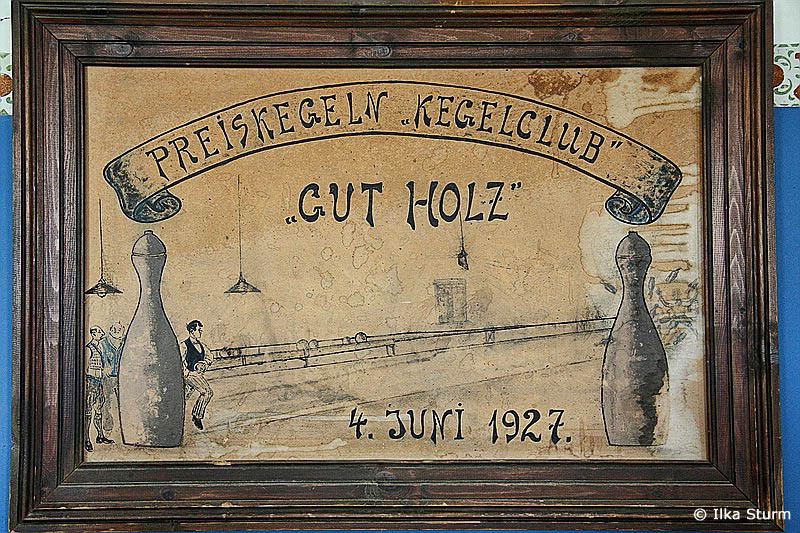 PREISKEGELN „KEGELCLUB"
„GUT HOLZ"
4. JUNI 1927.
© Ilka Sturm